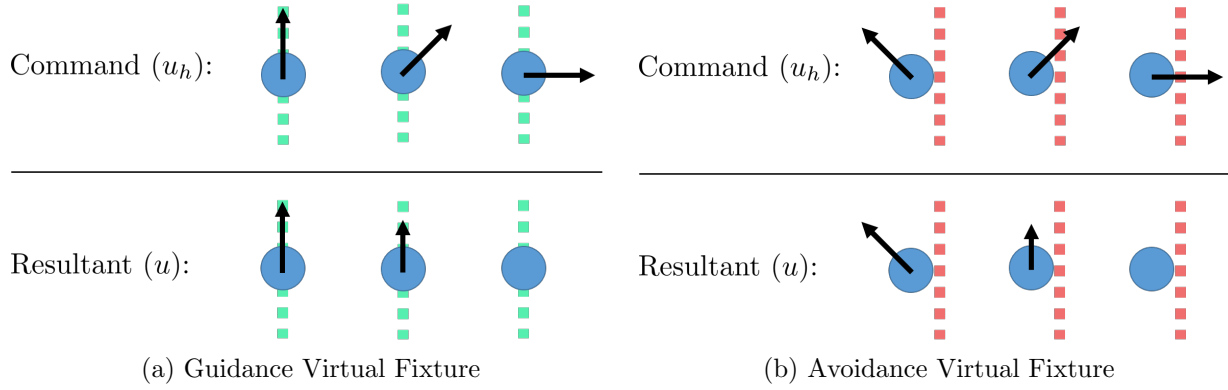 Command (u_h):
Resultant (u):
(a) Guidance Virtual Fixture
Command (u_h):
Resultant (u):
(b) Avoidance Virtual Fixture